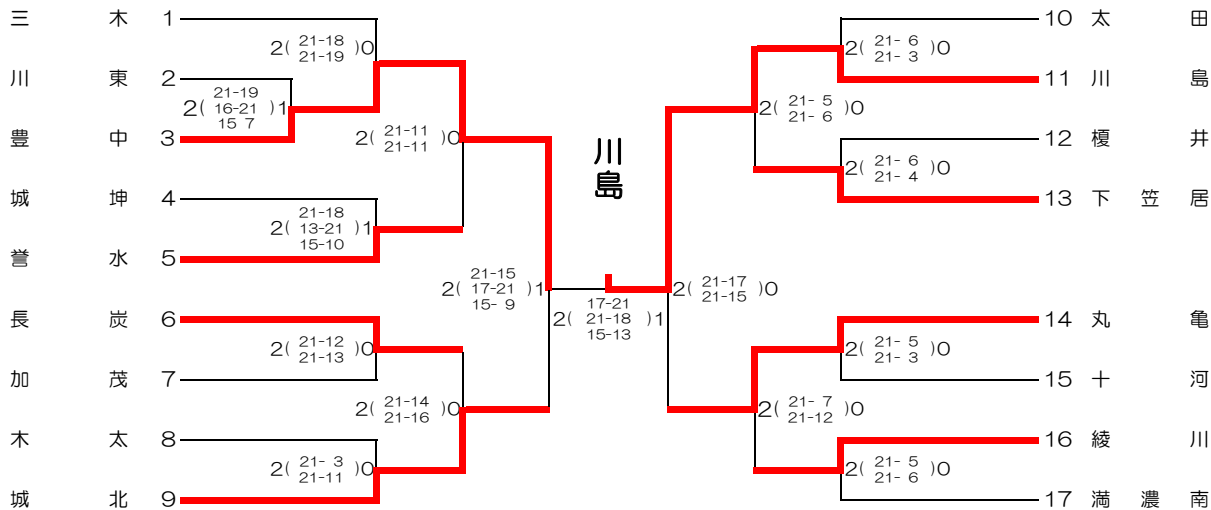 三木 1
2( 21-18 21-19 )0
川東 2
2( 21-19 16-21 15 7 )1
豊中 3
2( 21-11 21-11 )0
城坤 4
2( 21-18 13-21 15-10 )1
誉水 5
2( 21-15 17-21 15- 9 )1
長炭 6
2( 21-12 21-13 )0
加茂 7
2( 21-14 21-16 )0
木太 8
2( 21- 3 21-11 )0
城北 9
川島
2( 17-21 21-18 15-13 )1
10 太田
2( 21- 6 21- 3 )0
11 川島
2( 21- 5 21- 6 )0
12 榎井
2( 21- 6 21- 4 )0
13 下笠居
2( 21-17 21-15 )0
14 丸亀
2( 21- 5 21- 3 )0
15 十河
2( 21- 7 21-12 )0
16 綾川
2( 21- 5 21- 6 )0
17 満濃南